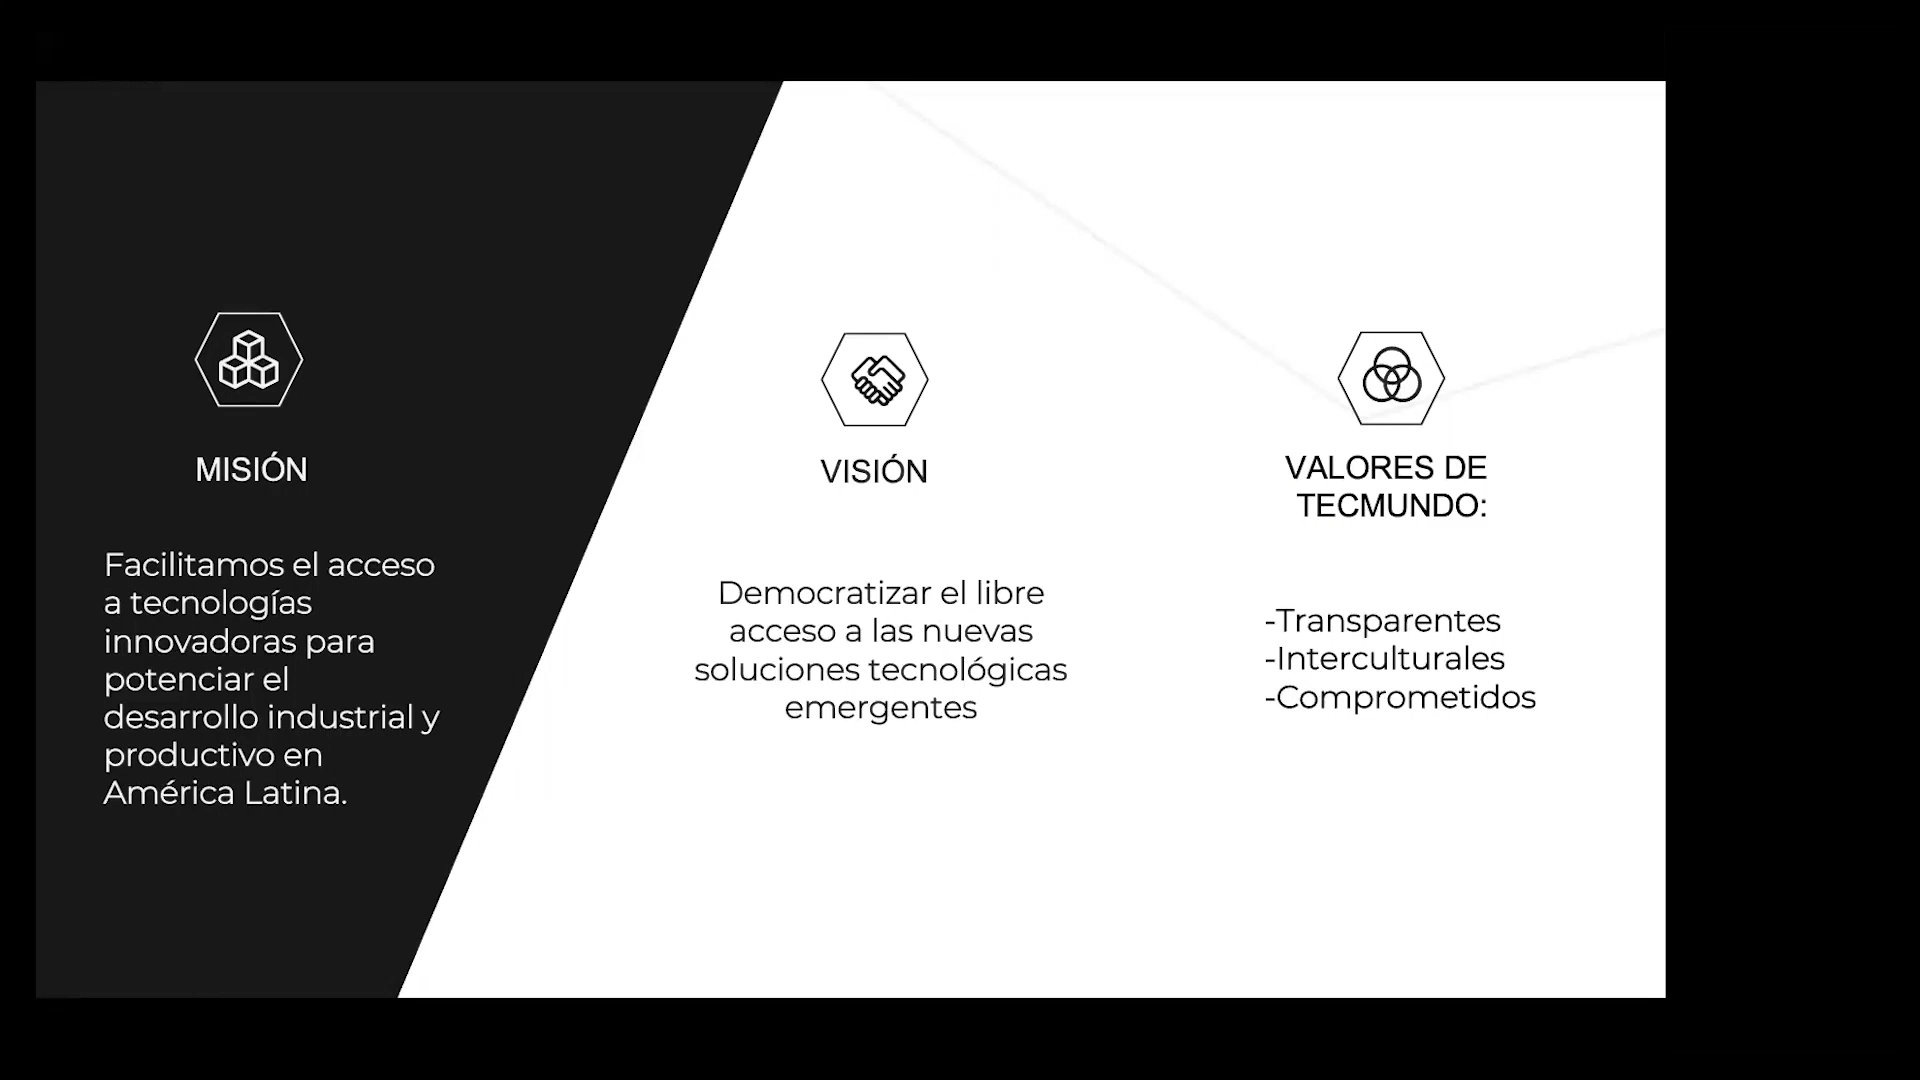 MISIÓN
Facilitamos el acceso
a tecnologías
innovadoras para
potenciar el
desarrollo industrial y
productivo en
América Latina.
VISIÓN
Democratizar el libre
acceso a las nuevas
soluciones tecnológicas
emergentes
VALORES DE
TECMUNDO:
-Transparentes
-Interculturales
-Comprometidos